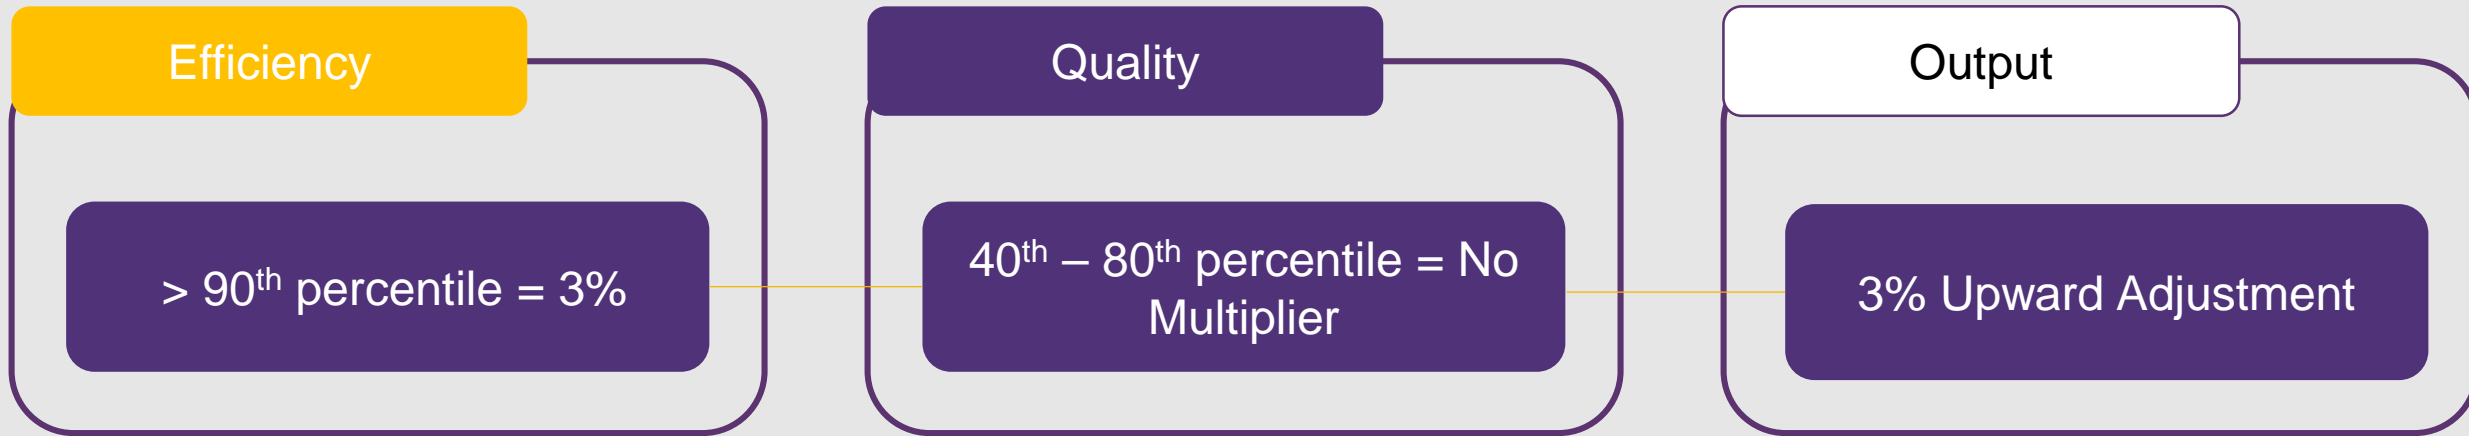 Efficiency
> 90th percentile = 3%
Quality
40th – 80th percentile = No
Multiplier
Output
3% Upward Adjustment